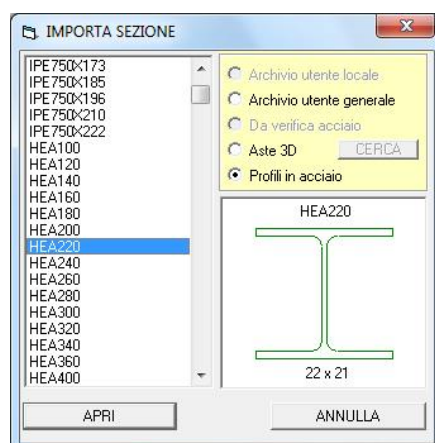 IMPORTA SEZIONE
IPE750X173
IPE750X185
IPE750X196
IPE750X210
IPE750X222
HEA100
HEA120
HEA140
HEA160
HEA180
HEA200
HEA220
HEA240
HEA260
HEA280
HEA300
HEA320
HEA340
HEA360
HEA400
Archivio utente locale
Archivio utente generale
Da verifica acciaio
Aste 3D
CERCA
Profili in acciaio
HEA220
22 x 21
APRI
ANNULLA